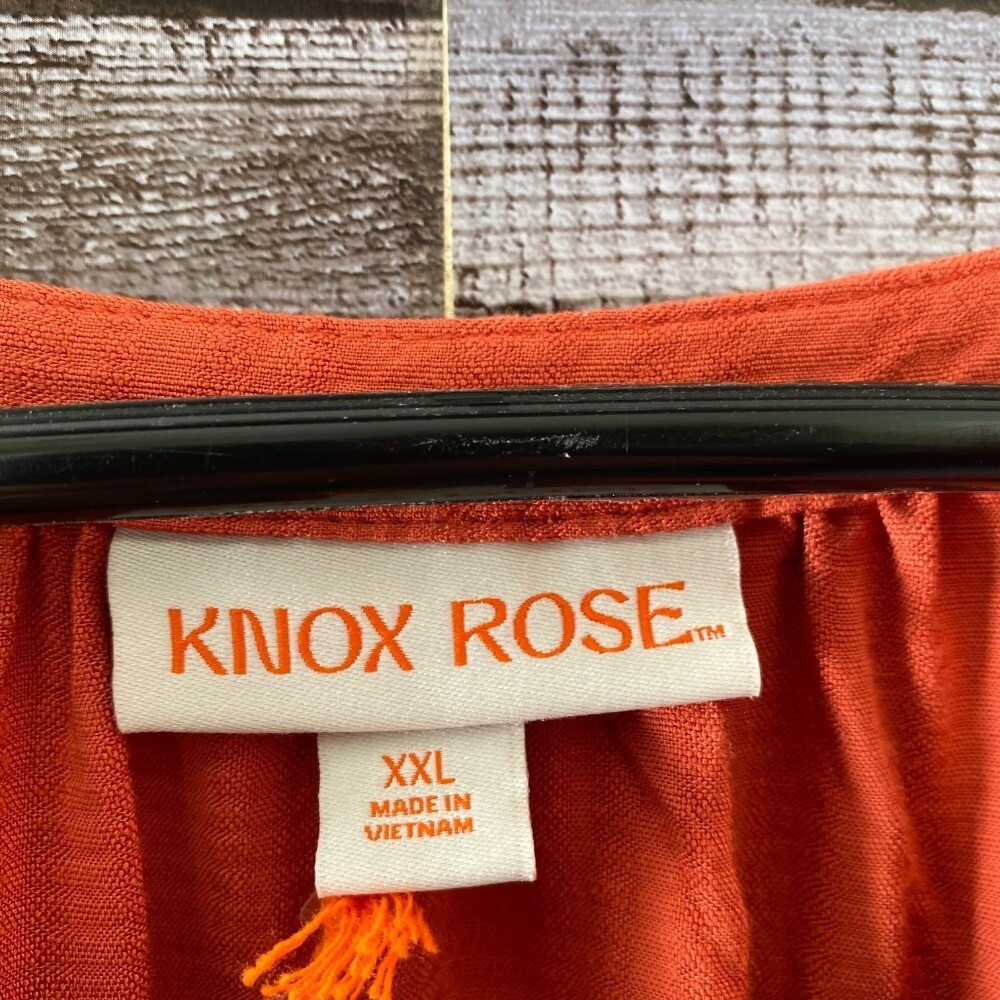 KNOX ROSE™
XXL
MADE IN
VIETNAM